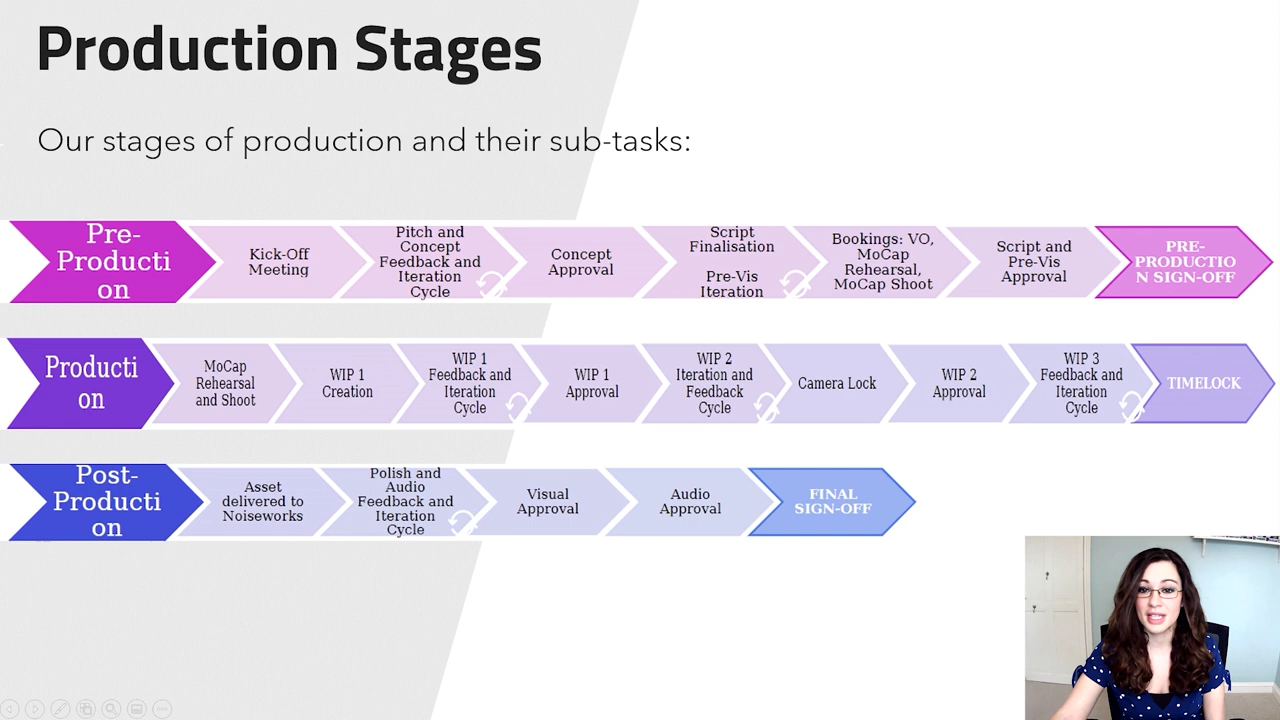 Production Stages
Our stages of production and their sub-tasks:
Pre-
Producti
on
Kick-Off
Meeting
Pitch and
Concept
Feedback and
Iteration
Cycle
Concept
Approval
Script
Finalisation
Pre-Vis
Iteration
Bookings: VO,
MoCap
Rehearsal,
MoCap Shoot
Script and
Pre-Vis
Approval
PRE-
PRODUCTIO
N SIGN-OFF
Producti
on
MoCap
Rehearsal
and Shoot
WIP 1
Creation
WIP 1
Feedback and
Iteration
Cycle
WIP 1
Approval
WIP 2
Iteration and
Feedback
Cycle
Camera Lock
WIP 2
Approval
WIP 3
Feedback and
Iteration
Cycle
TIMELOCK
Post-
Producti
on
Asset
delivered to
Noiseworks
Polish and
Audio
Feedback and
Iteration
Cycle
Visual
Approval
Audio
Approval
FINAL
SIGN-OFF